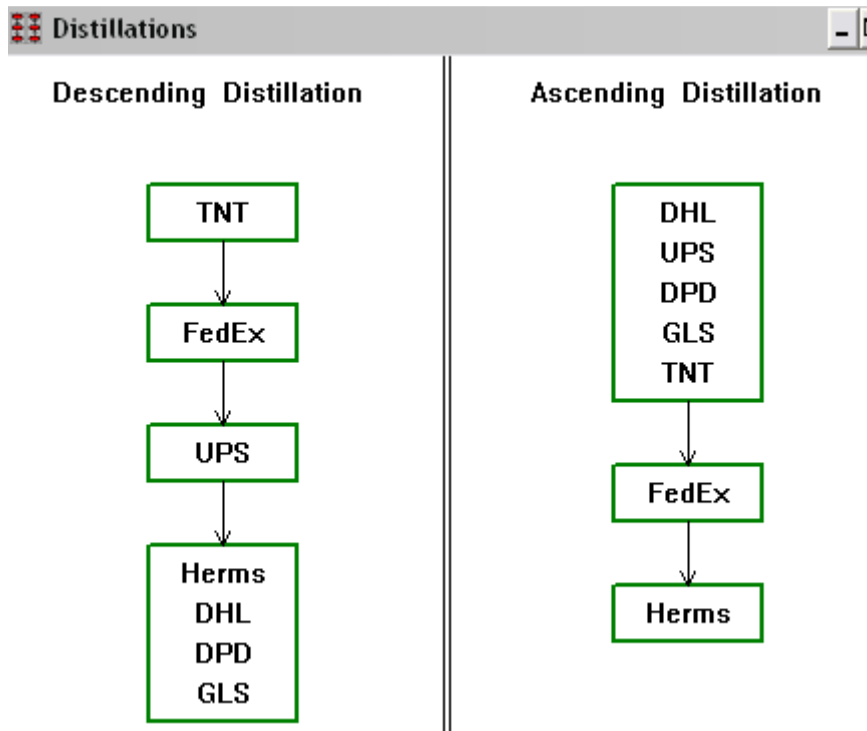 Distillations
Descending Distillation
TNT
FedEx
UPS
Herms
DHL
DPD
GLS
Ascending Distillation
DHL
UPS
DPD
GLS
TNT
FedEx
Herms